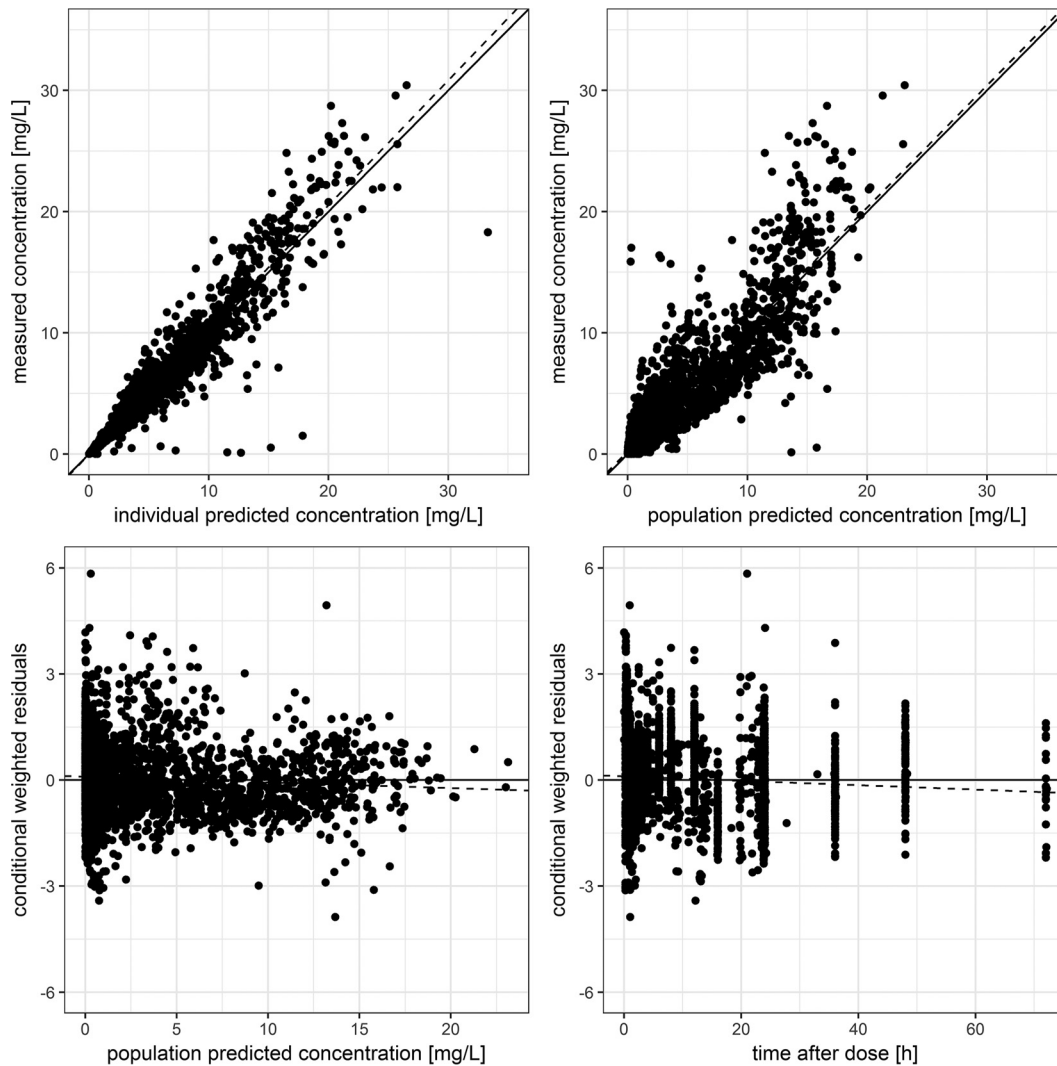 measured concentration [mg/L]
30
20
10
0
0 10 20 30
individual predicted concentration [mg/L]
measured concentration [mg/L]
30
20
10
0
0 10 20 30
population predicted concentration [mg/L]
conditional weighted residuals
6
3
0
-3
-6
0 5 10 15 20
population predicted concentration [mg/L]
conditional weighted residuals
6
3
0
-3
-6
0 20 40 60
time after dose [h]